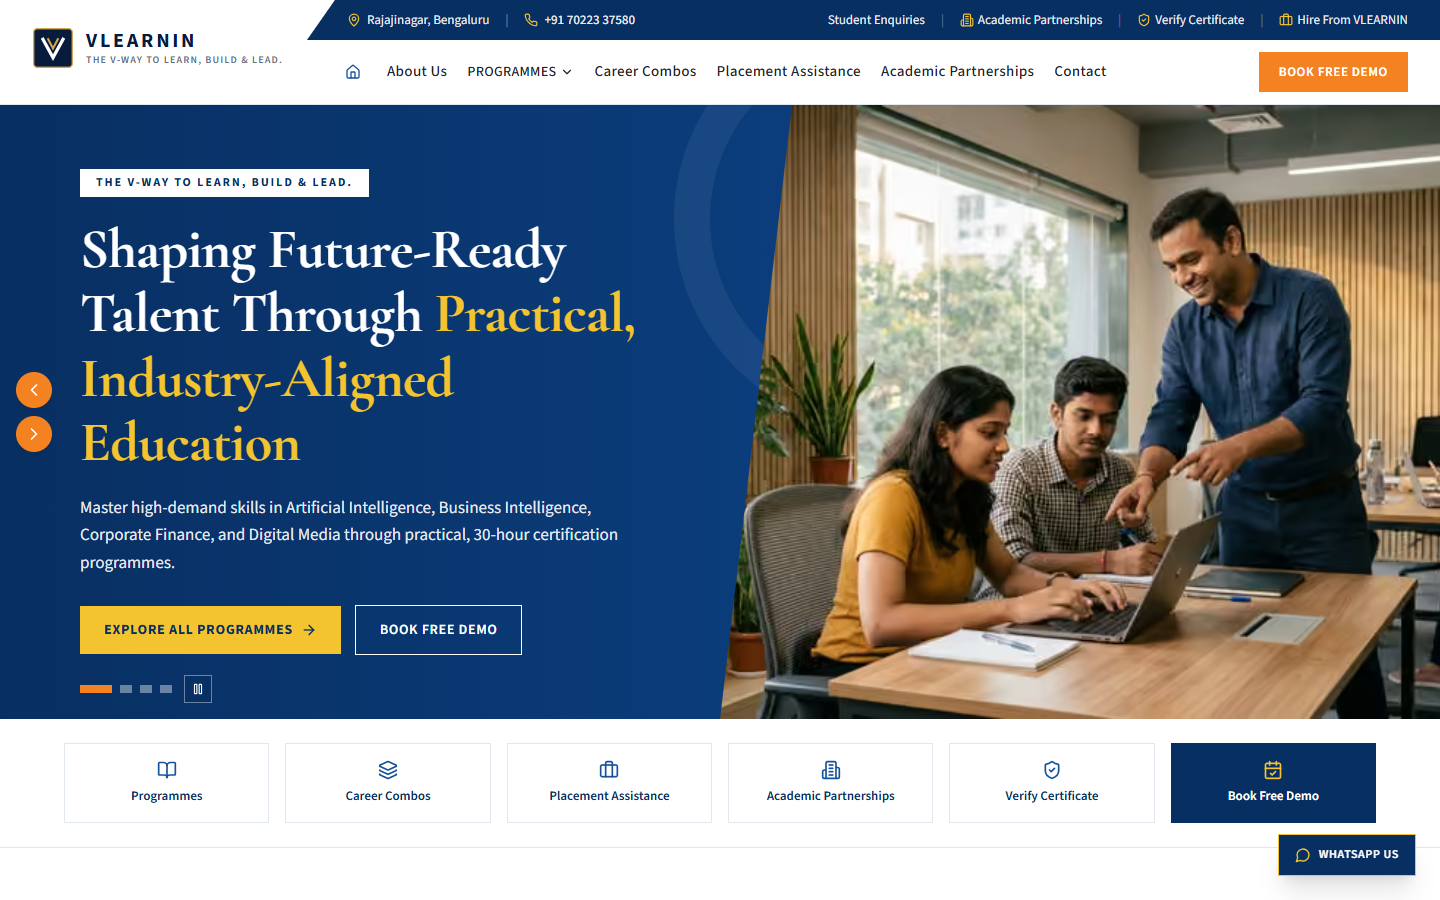 VLEARNIN
THE V-WAY TO LEARN, BUILD & LEAD.
Rajajinagar, Bengaluru
+91 70223 37580
Student Enquiries
Academic Partnerships
Verify Certificate
Hire From VLEARNIN
About Us
PROGRAMMES
Career Combos
Placement Assistance
Academic Partnerships
Contact
BOOK FREE DEMO
THE V-WAY TO LEARN, BUILD & LEAD.
Shaping Future-Ready
Talent Through Practical,
Industry-Aligned
Education
Master high-demand skills in Artificial Intelligence, Business Intelligence,
Corporate Finance, and Digital Media through practical, 30-hour certification
programmes.
EXPLORE ALL PROGRAMMES
BOOK FREE DEMO
Programmes
Career Combos
Placement Assistance
Academic Partnerships
Verify Certificate
Book Free Demo
WHATSAPP US